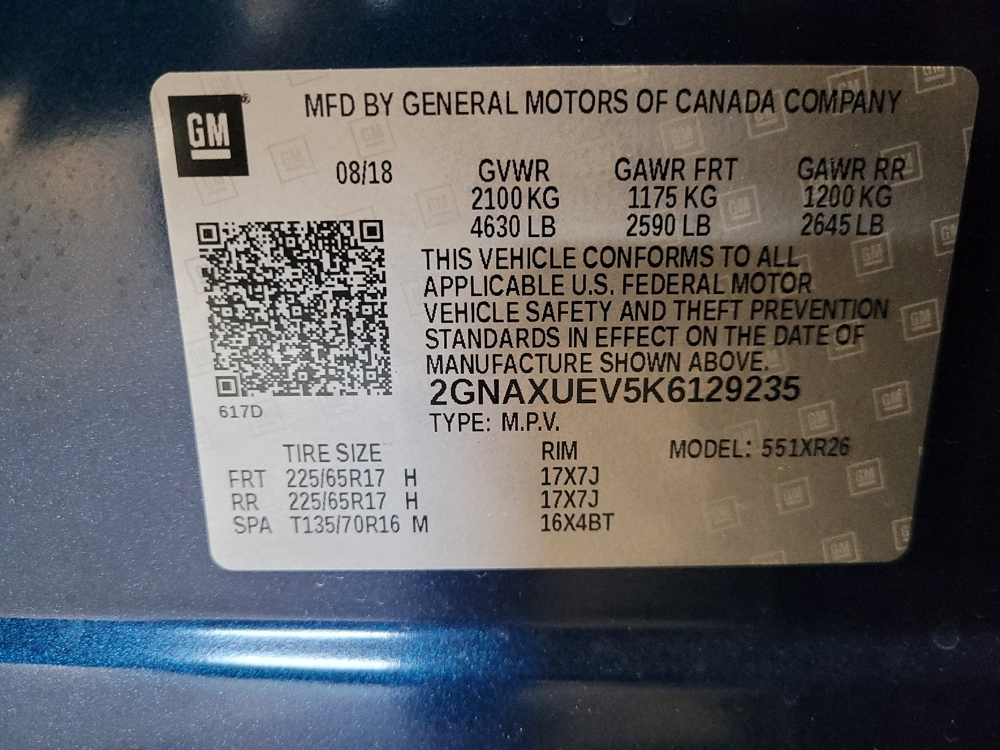 GM
MFD BY GENERAL MOTORS OF CANADA COMPANY
08/18 GVWR GAWR FRT GAWR RR
2100 KG 1175 KG 1200 KG
4630 LB 2590 LB 2645 LB
THIS VEHICLE CONFORMS TO ALL
APPLICABLE U.S. FEDERAL MOTOR
VEHICLE SAFETY AND THEFT PREVENTION
STANDARDS IN EFFECT ON THE DATE OF
MANUFACTURE SHOWN ABOVE.
2GNAXUEV5K6129235
617D
TYPE: M.P.V.
TIRE SIZE RIM MODEL: 551XR26
FRT 225/65R17 H 17X7J
RR 225/65R17 H 17X7J
SPA T135/70R16 M 16X4BT